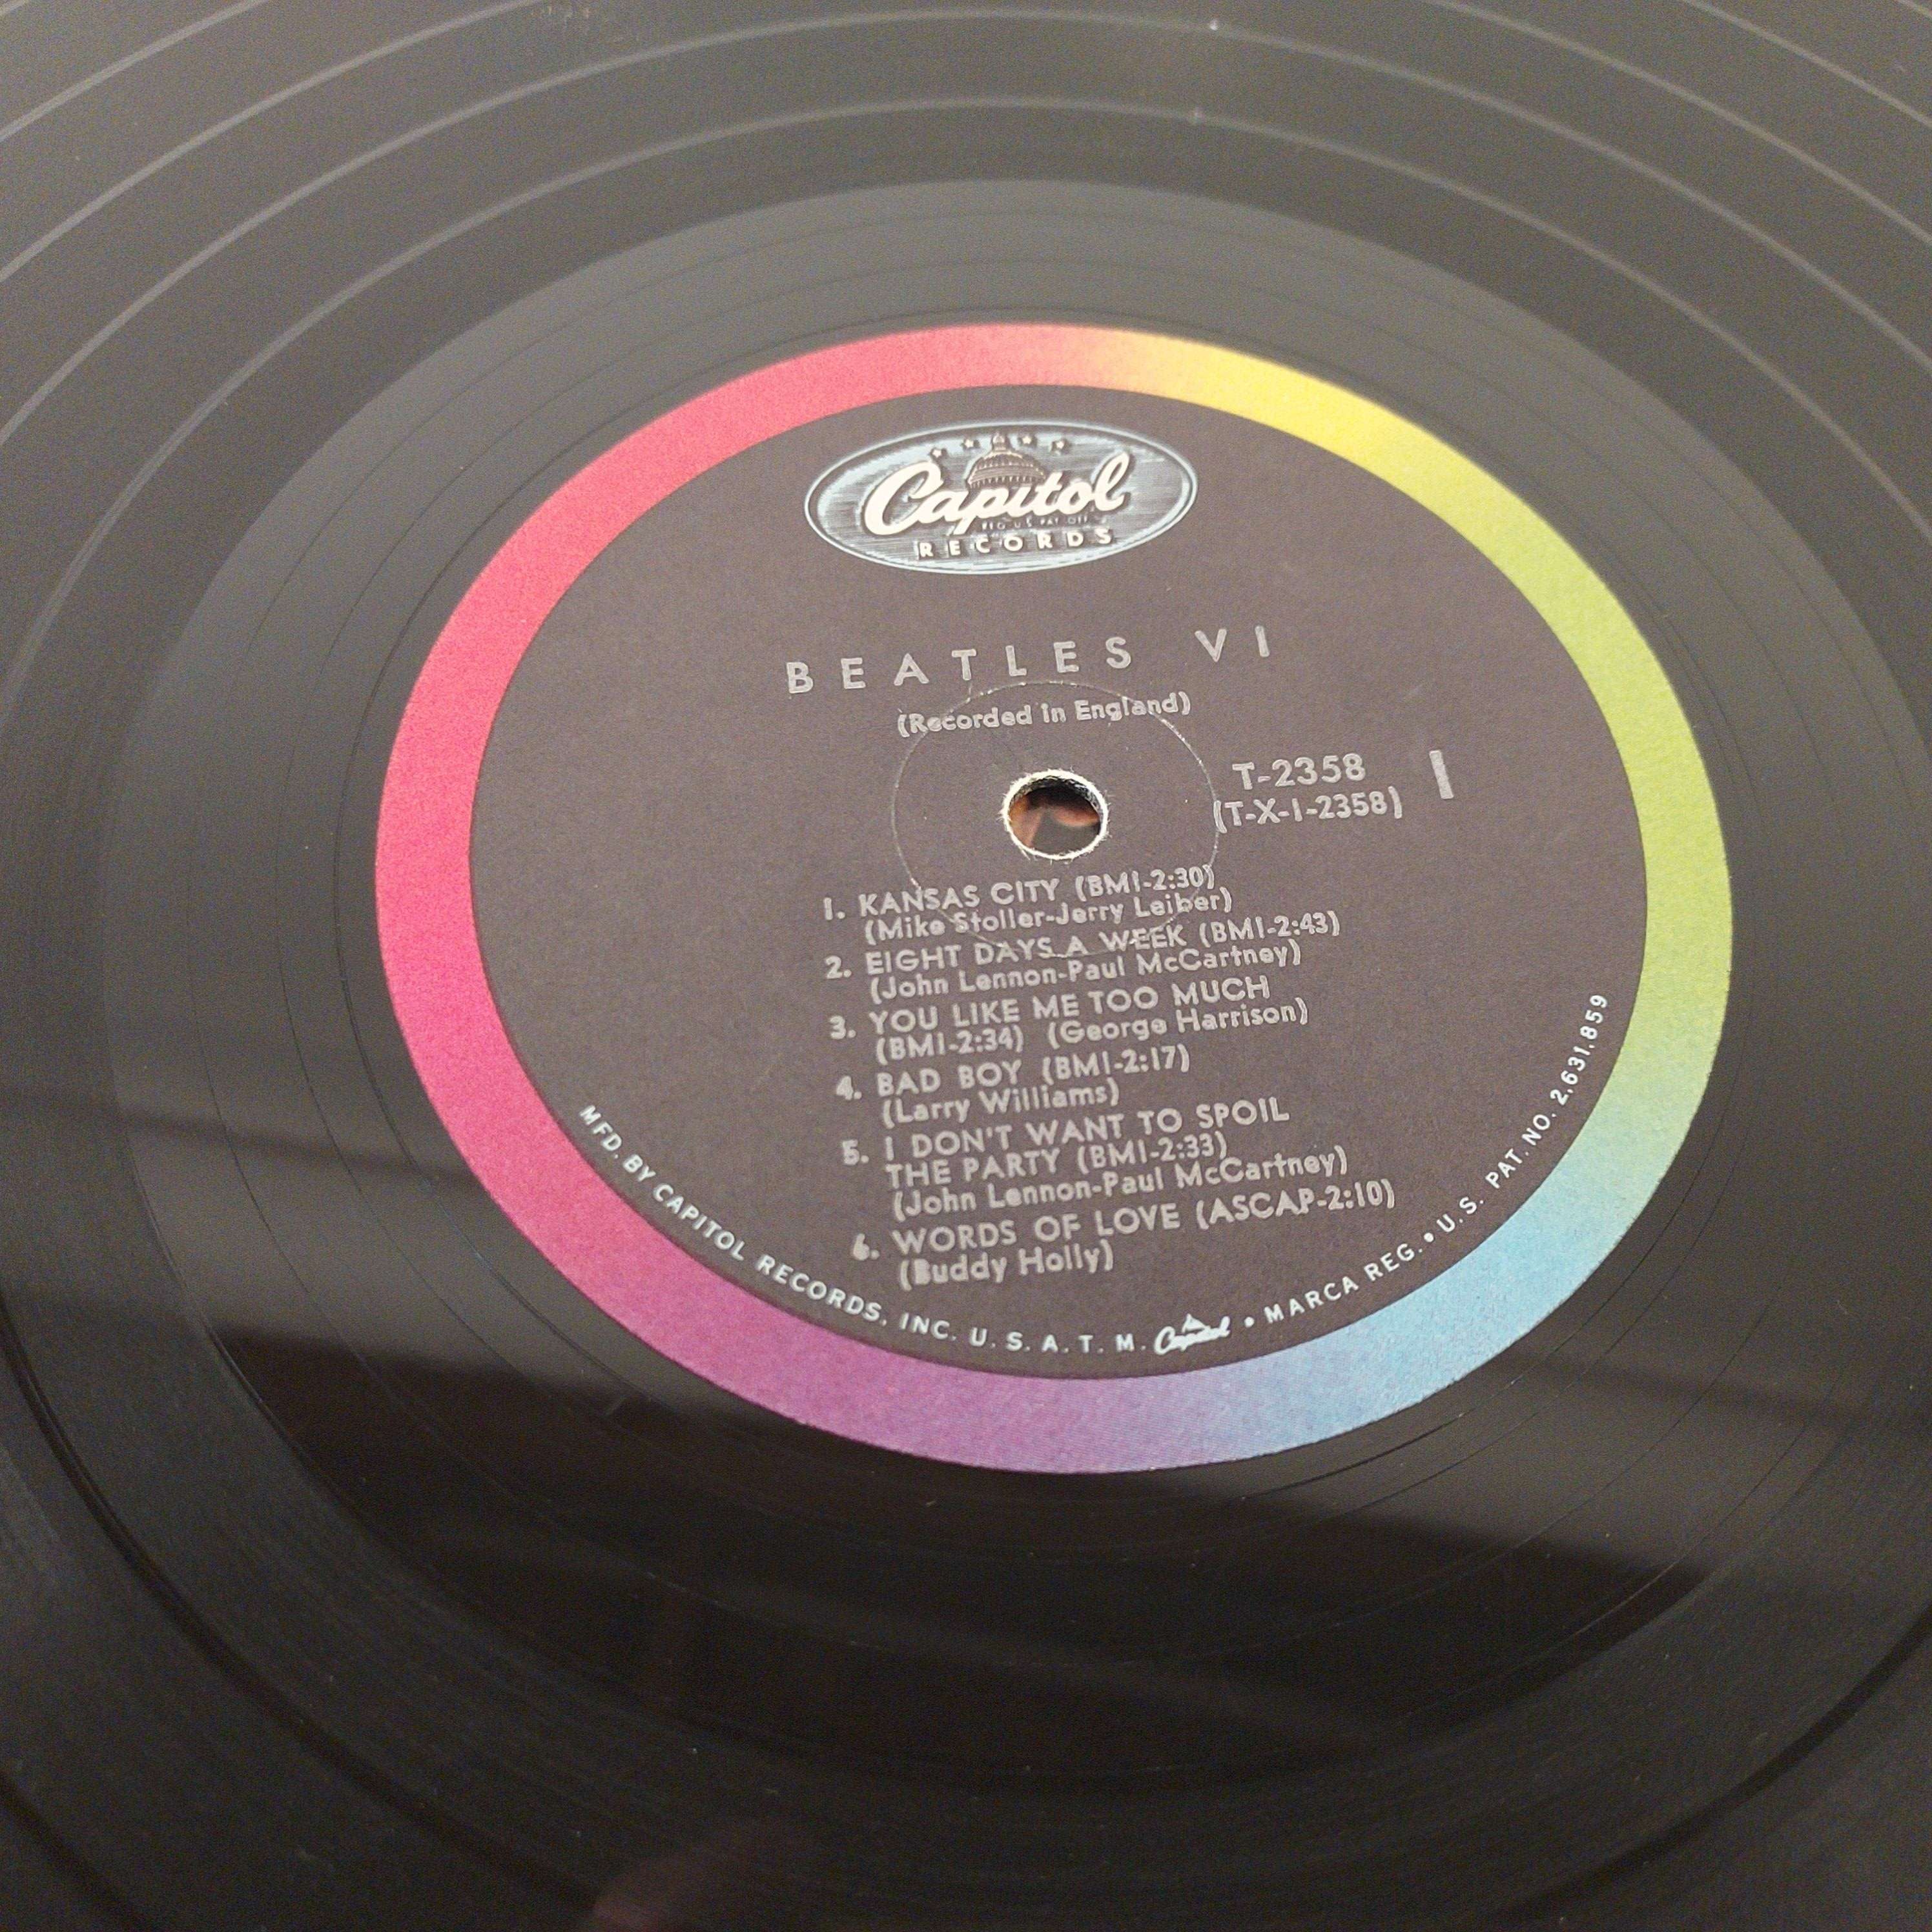 Capitol
REG. U.S. PAT. OFF.
RECORDS
BEATLES VI
(Recorded in England)
T-2358
(T-X-1-2358)
1
1. KANSAS CITY (BMI-2:30)
(Mike Stoller-Jerry Leiber)
2. EIGHT DAYS A WEEK (BMI-2:43)
(John Lennon-Paul McCartney)
3. YOU LIKE ME TOO MUCH
(BMI-2:34) (George Harrison)
4. BAD BOY (BMI-2:17)
(Larry Williams)
5. I DON'T WANT TO SPOIL
THE PARTY (BMI-2:33)
(John Lennon-Paul McCartney)
6. WORDS OF LOVE (ASCAP-2:10)
(Buddy Holly)
MFD. BY CAPITOL RECORDS, INC. U. S. A. T. M. Capitol • MARCA REG. • U. S. PAT. NO. 2,631,859